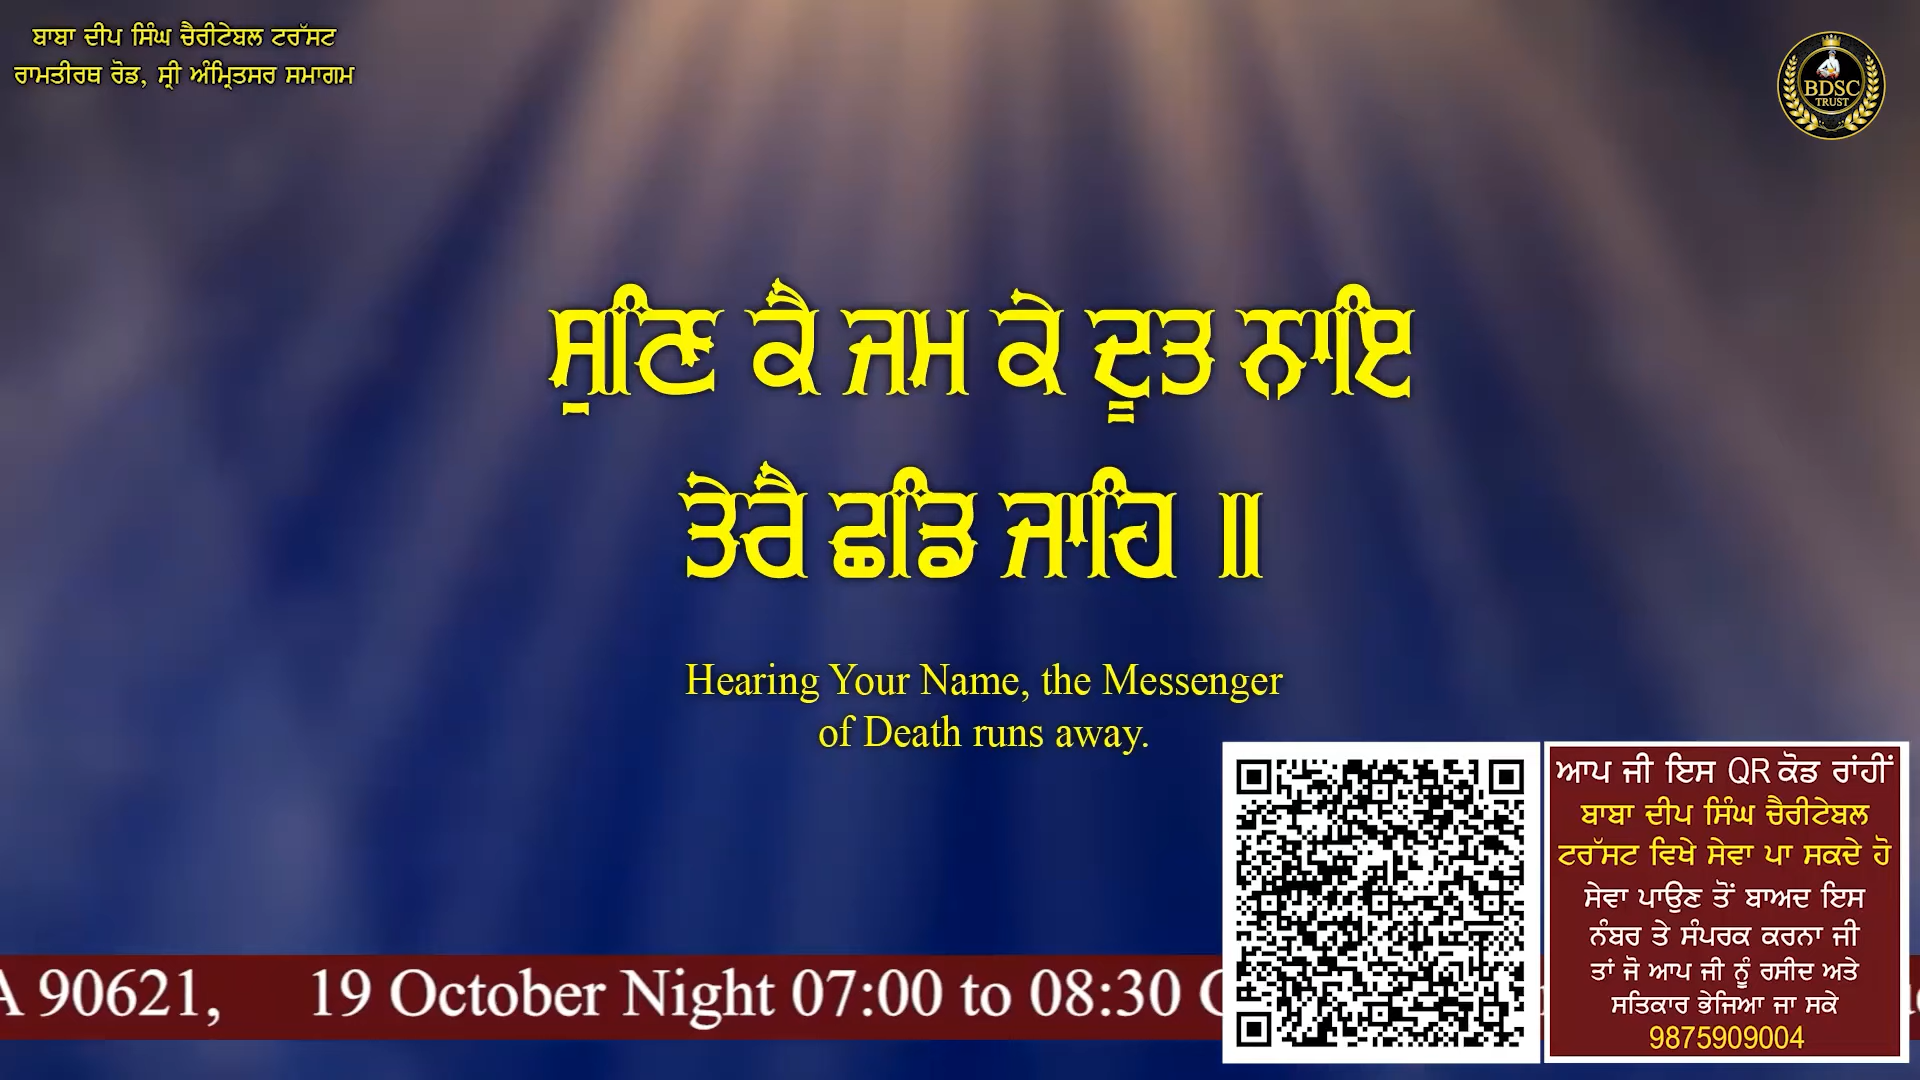 ਬਾਬਾ ਦੀਪ ਸਿੰਘ ਚੈਰੀਟੇਬਲ ਟਰੱਸਟ
ਰਾਮਤੀਰਥ ਰੋਡ, ਸ੍ਰੀ ਅੰਮ੍ਰਿਤਸਰ ਸਮਾਗਮ
BDSC
TRUST
ਸੁਣਿ ਕੈ ਜਮ ਕੇ ਦੂਤ ਨਾਇ
ਤੇਰੈ ਛਡਿ ਜਾਹਿ ॥
Hearing Your Name, the Messenger
of Death runs away.
ਆਪ ਜੀ ਇਸ QR ਕੋਡ ਰਾਂਹੀਂ
ਬਾਬਾ ਦੀਪ ਸਿੰਘ ਚੈਰੀਟੇਬਲ
ਟਰੱਸਟ ਵਿਖੇ ਸੇਵਾ ਪਾ ਸਕਦੇ ਹੋ
ਸੇਵਾ ਪਾਉਣ ਤੋਂ ਬਾਅਦ ਇਸ
ਨੰਬਰ ਤੇ ਸੰਪਰਕ ਕਰਨਾ ਜੀ
ਤਾਂ ਜੋ ਆਪ ਜੀ ਨੂੰ ਰਸੀਦ ਅਤੇ
ਸਤਿਕਾਰ ਭੇਜਿਆ ਜਾ ਸਕੇ
9875909004
A 90621, 19 October Night 07:00 to 08:30